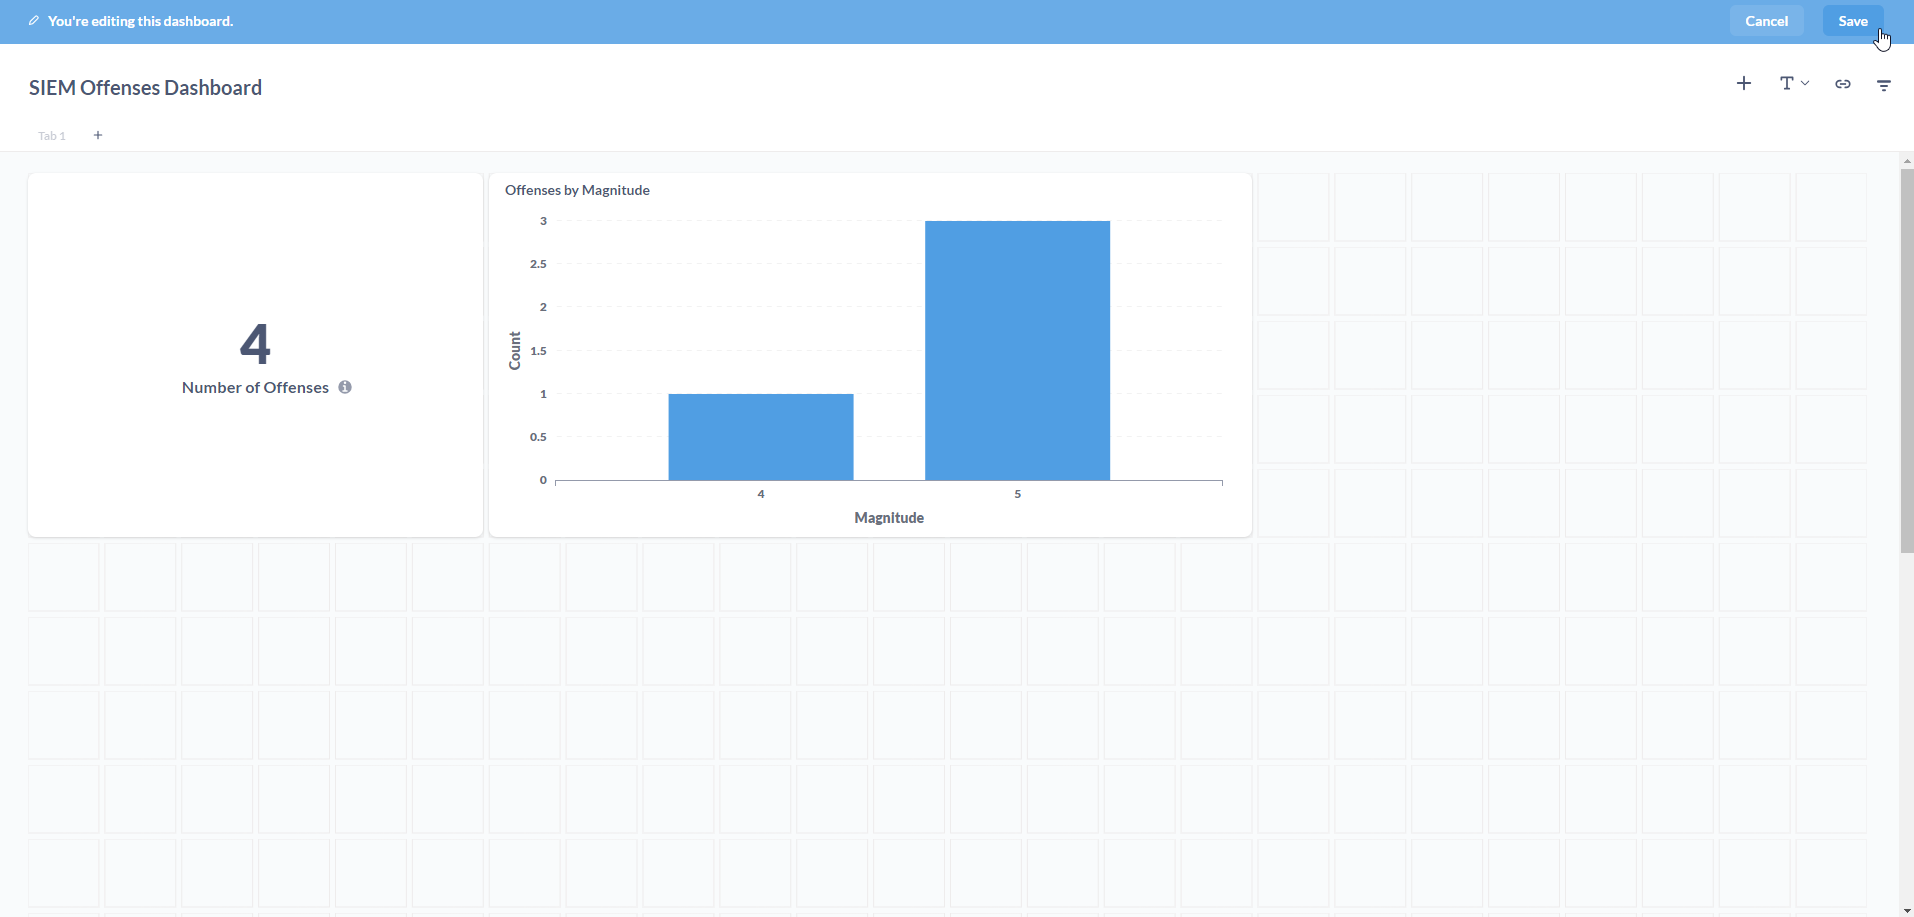 You're editing this dashboard.
Cancel
Save
SIEM Offenses Dashboard
T
Tab 1
+
4
Number of Offenses
Offenses by Magnitude
3
2.5
2
1.5
1
0.5
0
Count
4
5
Magnitude